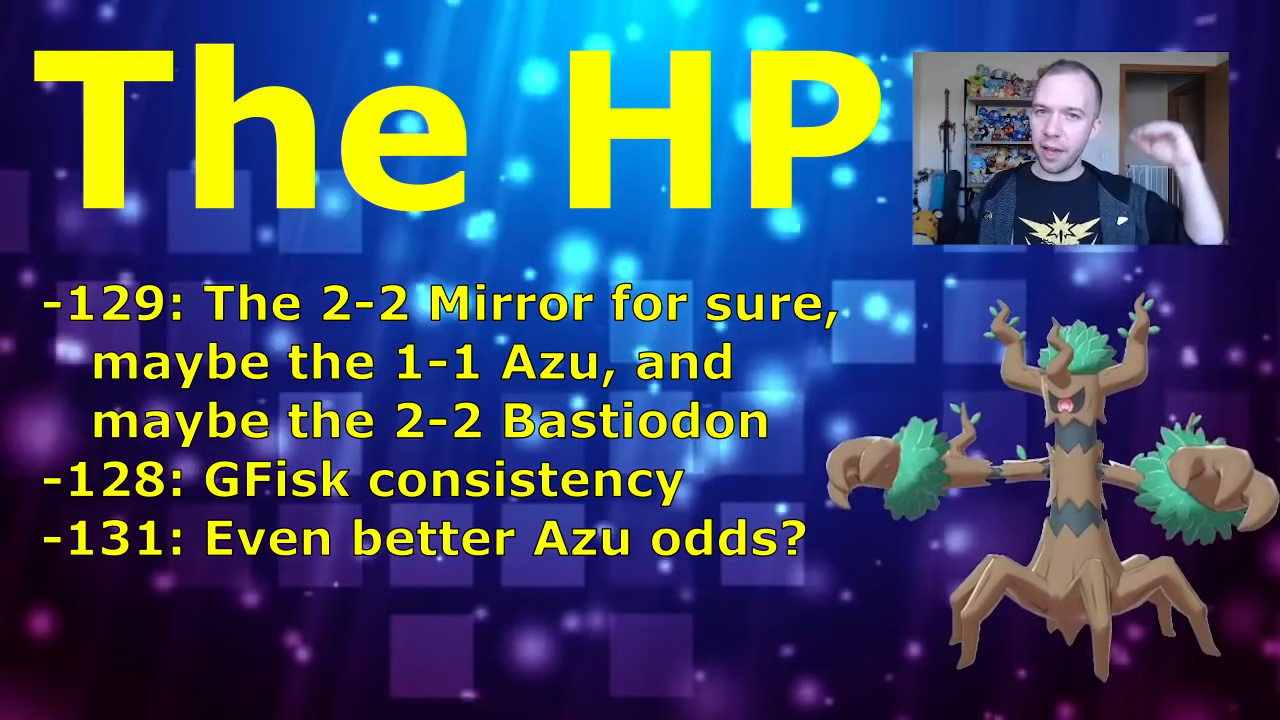 The HP
-129: The 2-2 Mirror for sure,
maybe the 1-1 Azu, and
maybe the 2-2 Bastiodon
-128: GFisk consistency
-131: Even better Azu odds?